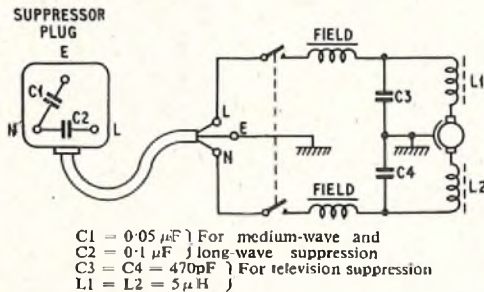 SUPPRESSOR
PLUG
E
C1
C2
N
L
L
E
N
FIELD
C3
C4
FIELD
L1
L2
C1 = 0·05 µF } For medium-wave and
C2 = 0·1 µF } long-wave suppression
C3 = C4 = 470pF } For television suppression
L1 = L2 = 5 µH }